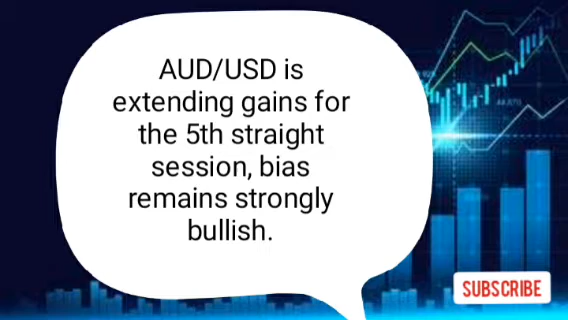 AUD/USD is
extending gains for
the 5th straight
session, bias
remains strongly
bullish.
SUBSCRIBE